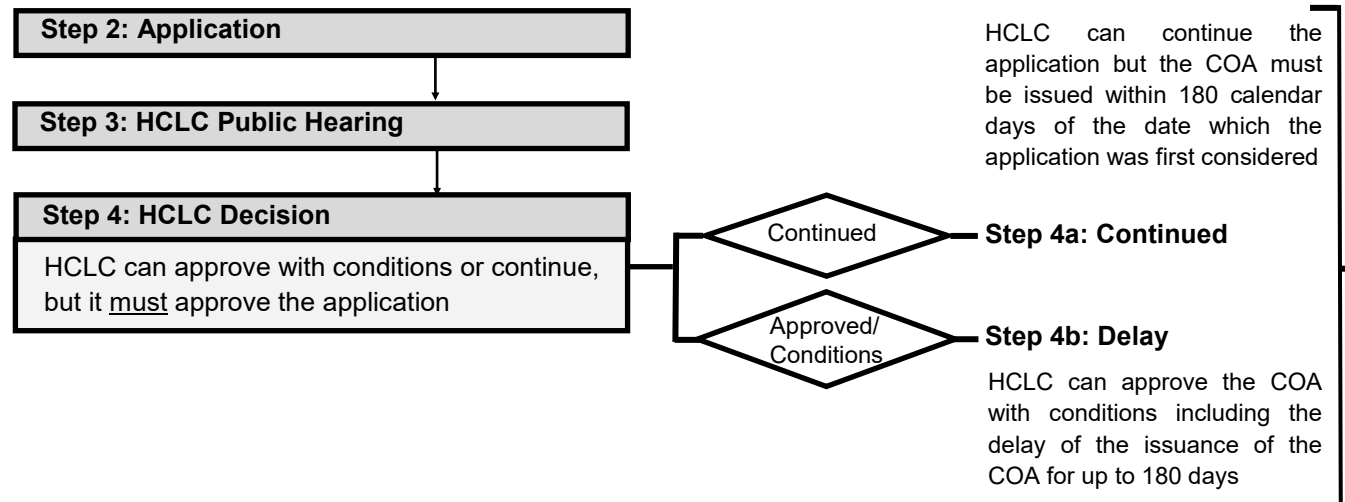 Step 2: Application
Step 3: HCLC Public Hearing
Step 4: HCLC Decision
HCLC can approve with conditions or continue,
but it must approve the application
Continued
Approved/
Conditions
HCLC can continue the
application but the COA must
be issued within 180 calendar
days of the date which the
application was first considered
Step 4a: Continued
Step 4b: Delay
HCLC can approve the COA
with conditions including the
delay of the issuance of the
COA for up to 180 days